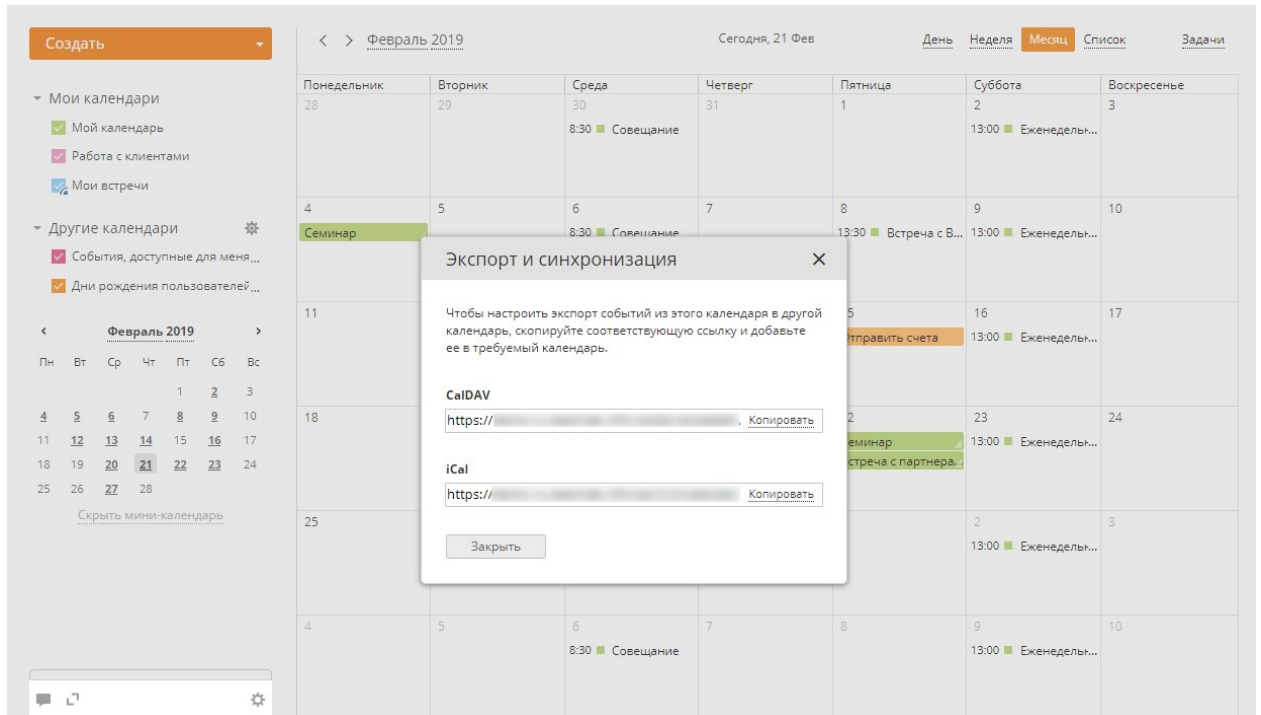 Создать
Февраль 2019
Сегодня, 21 Фев
День Неделя Месяц Список Задачи
Мои календари
Мой календарь
Работа с клиентами
Мои встречи
Другие календари
События, доступные для меня...
Дни рождения пользователей...
Февраль 2019
Пн Вт Ср Чт Пт Сб Вс
1 2 3
4 5 6 7 8 9 10
11 12 13 14 15 16 17
18 19 20 21 22 23 24
25 26 27 28
Скрыть мини-календарь
Понедельник Вторник Среда Четверг Пятница Суббота Воскресенье
28 29 30 31 1 2 3
8:30 Совещание 13:00 Еженедельн...
4 5 6 7 8 9 10
Семинар 8:30 Совещание 13:30 Встреча с В... 13:00 Еженедельн...
11 5 16 17
Отправить счета 13:00 Еженедельн...
18 2 23 24
еминар 13:00 Еженедельн...
стреча с партнера...
25 2 3
13:00 Еженедельн...
4 5 6 7 8 9 10
8:30 Совещание 13:00 Еженедельн...
Экспорт и синхронизация
Чтобы настроить экспорт событий из этого календаря в другой
календарь, скопируйте соответствующую ссылку и добавьте
ее в требуемый календарь.
CalDAV
https:// Копировать
iCal
https:// Копировать
Закрыть